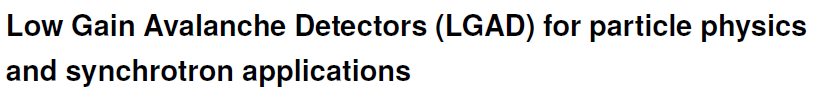 Low Gain Avalanche Detectors (LGAD) for particle physics
and synchrotron applications